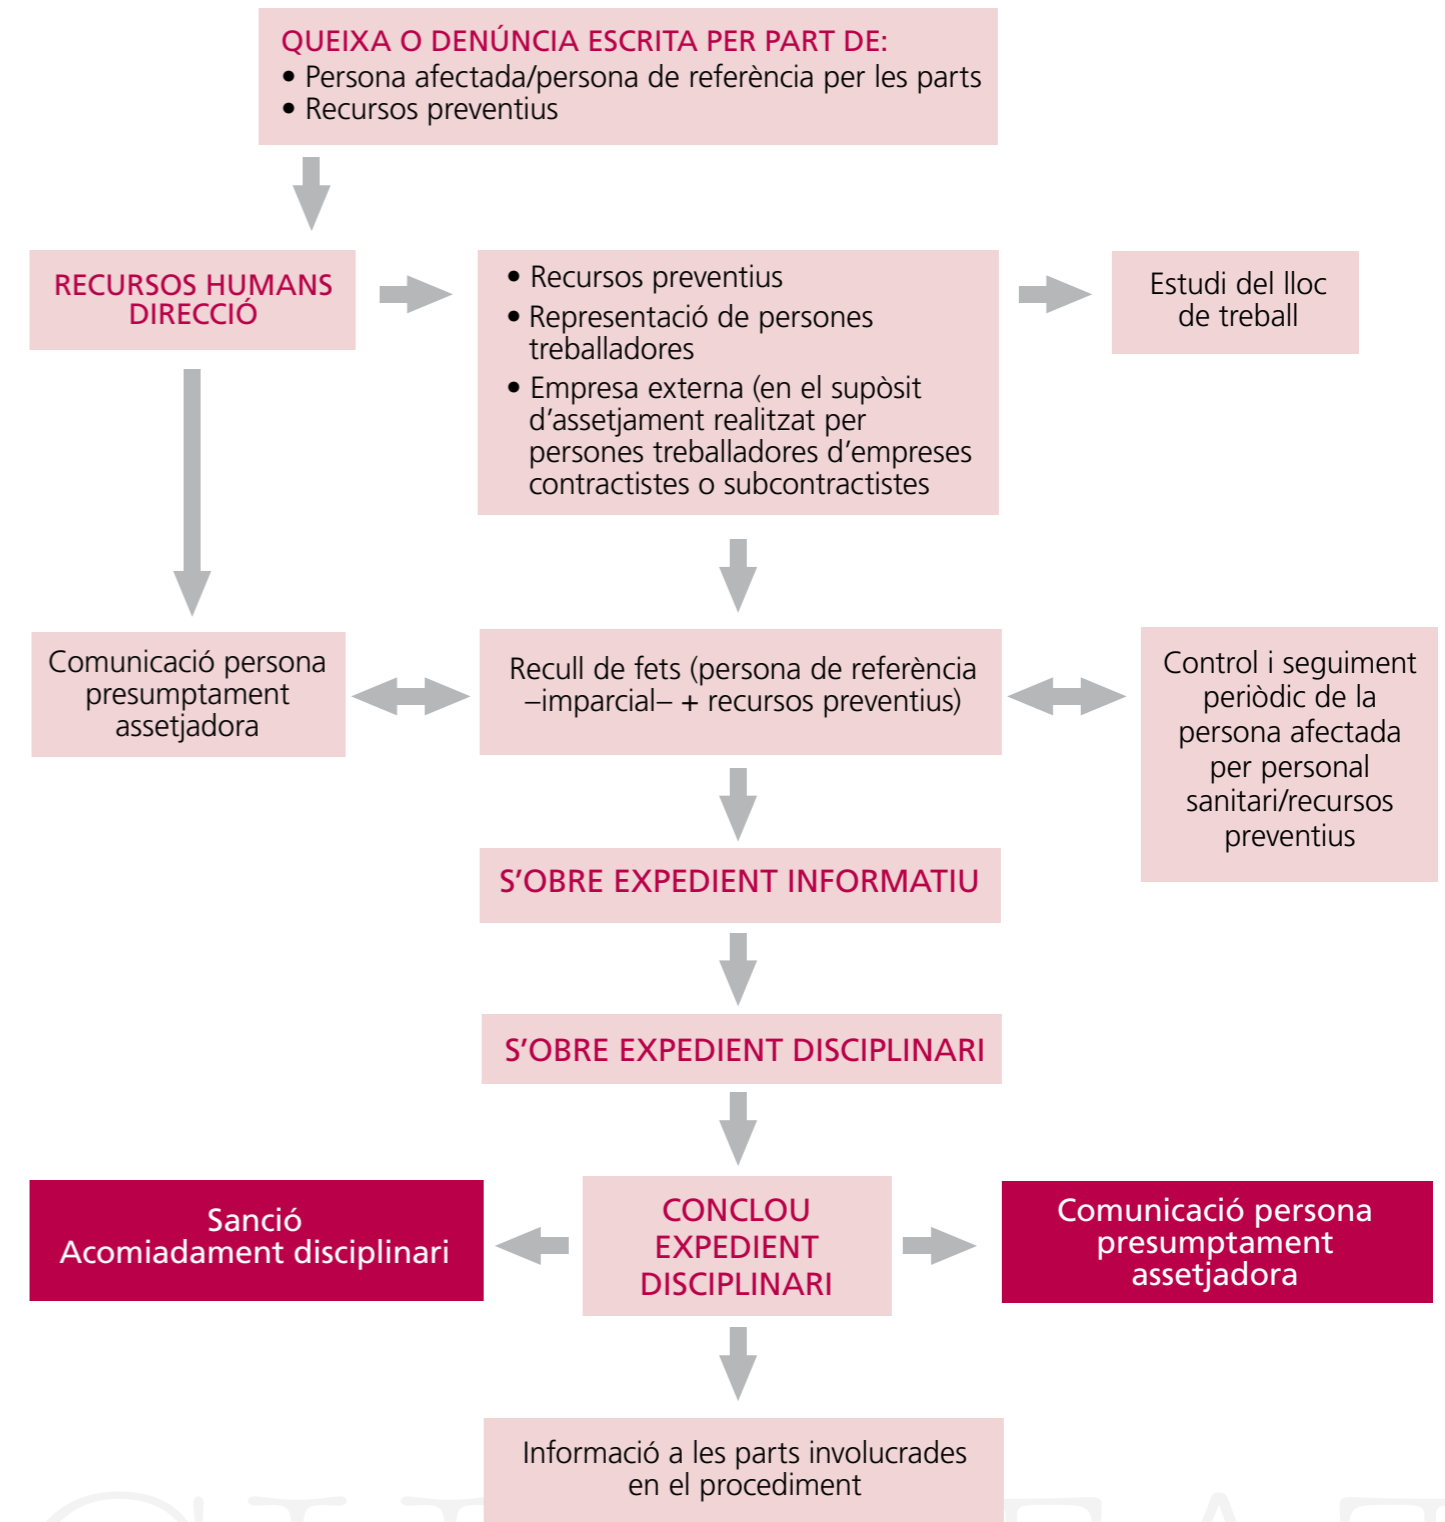 QUEIXA O DENÚNCIA ESCRITA PER PART DE:
• Persona afectada/persona de referència per les parts
• Recursos preventius
RECURSOS HUMANS
DIRECCIÓ
• Recursos preventius
• Representació de persones
treballadores
• Empresa externa (en el supòsit
d’assetjament realitzat per
persones treballadores d’empreses
contractistes o subcontractistes
Estudi del lloc
de treball
Comunicació persona
presumptament
assetjadora
Recull de fets (persona de referència
–imparcial– + recursos preventius)
Control i seguiment
periòdic de la
persona afectada
per personal
sanitari/recursos
preventius
S’OBRE EXPEDIENT INFORMATIU
S’OBRE EXPEDIENT DISCIPLINARI
Sanció
Acomiadament disciplinari
CONCLOU
EXPEDIENT
DISCIPLINARI
Comunicació persona
presumptament
assetjadora
Informació a les parts involucrades
en el procediment